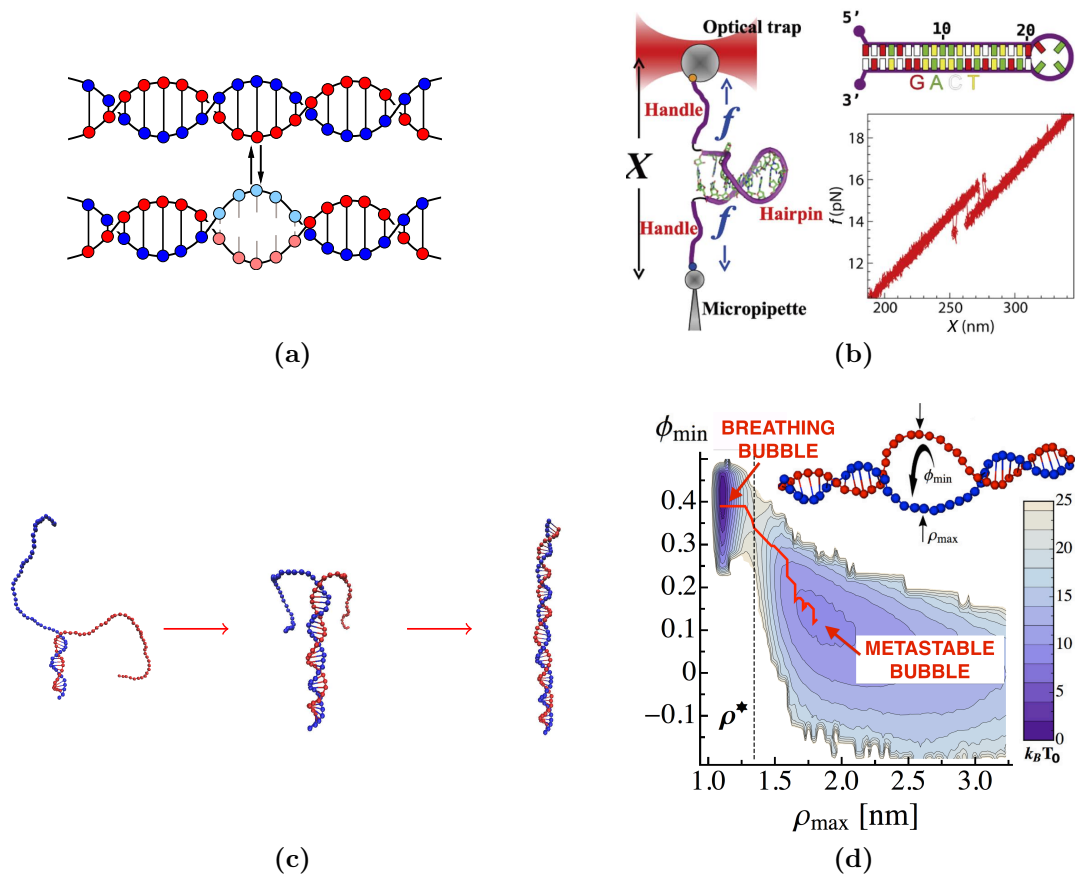 Optical trap
Handle
f
X
Handle
f
Hairpin
Micropipette
5’
10
20
3’
GACT
f (pN)
18
16
14
12
200
250
300
X (nm)
(a)
(b)
ϕmin
BREATHING
BUBBLE
0.4
0.3
0.2
0.1
0
−0.1
ρ*
METASTABLE
BUBBLE
ϕmin
ρmax
25
20
15
10
5
0
kBT0
1.0
1.5
2.0
2.5
3.0
ρmax [nm]
(c)
(d)